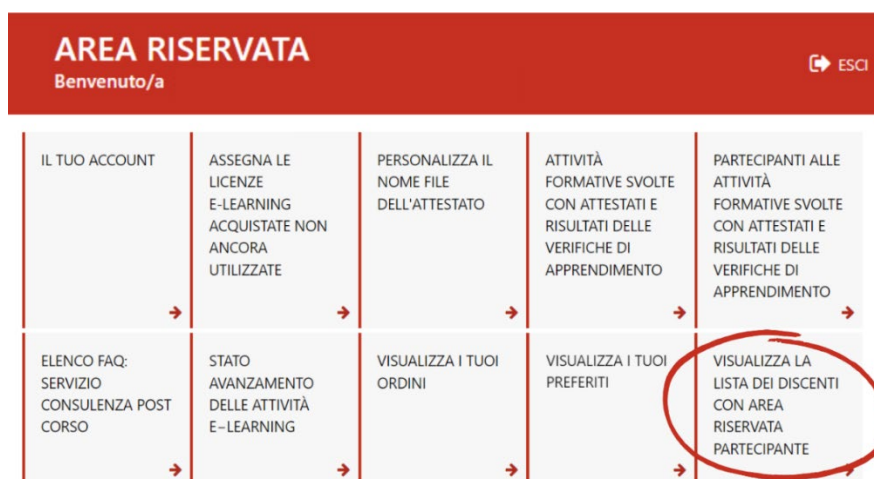 AREA RISERVATA
Benvenuto/a
ESCI
IL TUO ACCOUNT
ASSEGNA LE
LICENZE
E-LEARNING
ACQUISTATE NON
ANCORA
UTILIZZATE
PERSONALIZZA IL
NOME FILE
DELL'ATTESTATO
ATTIVITÀ
FORMATIVE SVOLTE
CON ATTESTATI E
RISULTATI DELLE
VERIFICHE DI
APPRENDIMENTO
PARTECIPANTI ALLE
ATTIVITÀ
FORMATIVE SVOLTE
CON ATTESTATI E
RISULTATI DELLE
VERIFICHE DI
APPRENDIMENTO
ELENCO FAQ:
SERVIZIO
CONSULENZA POST
CORSO
STATO
AVANZAMENTO
DELLE ATTIVITÀ
E-LEARNING
VISUALIZZA I TUOI
ORDINI
VISUALIZZA I TUOI
PREFERITI
VISUALIZZA LA
LISTA DEI DISCENTI
CON AREA
RISERVATA
PARTECIPANTE